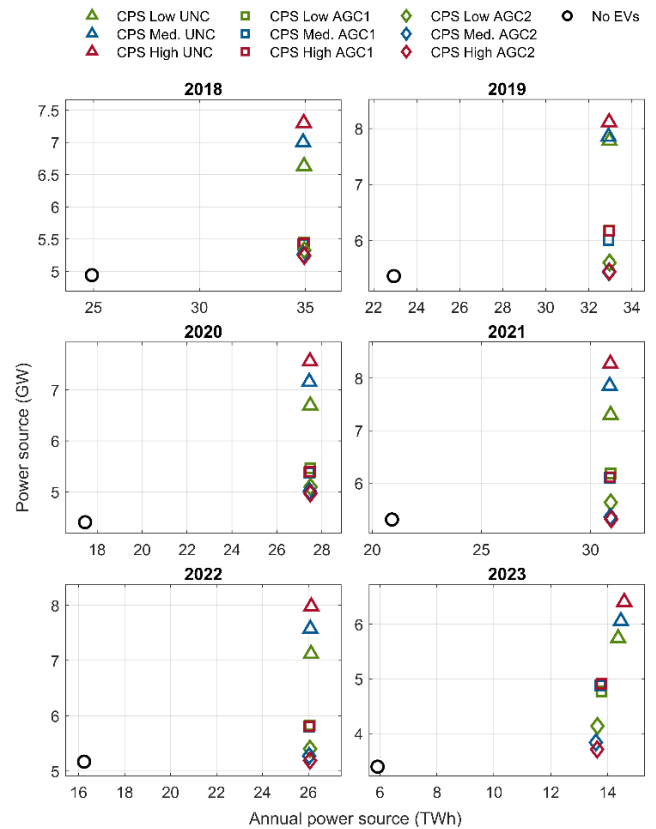 CPS Low UNC CPS Low AGC1 CPS Low AGC2 No EVs
CPS Med. UNC CPS Med. AGC1 CPS Med. AGC2
CPS High UNC CPS High AGC1 CPS High AGC2
2018
7.5
7
6.5
6
5.5
5
25 30 35
2019
8
7
6
22 24 26 28 30 32 34
Power source (GW)
2020
7
6
5
18 20 22 24 26 28
2021
8
7
6
5
20 25 30
2022
8
7
6
5
16 18 20 22 24 26
2023
6
5
4
6 8 10 12 14
Annual power source (TWh)